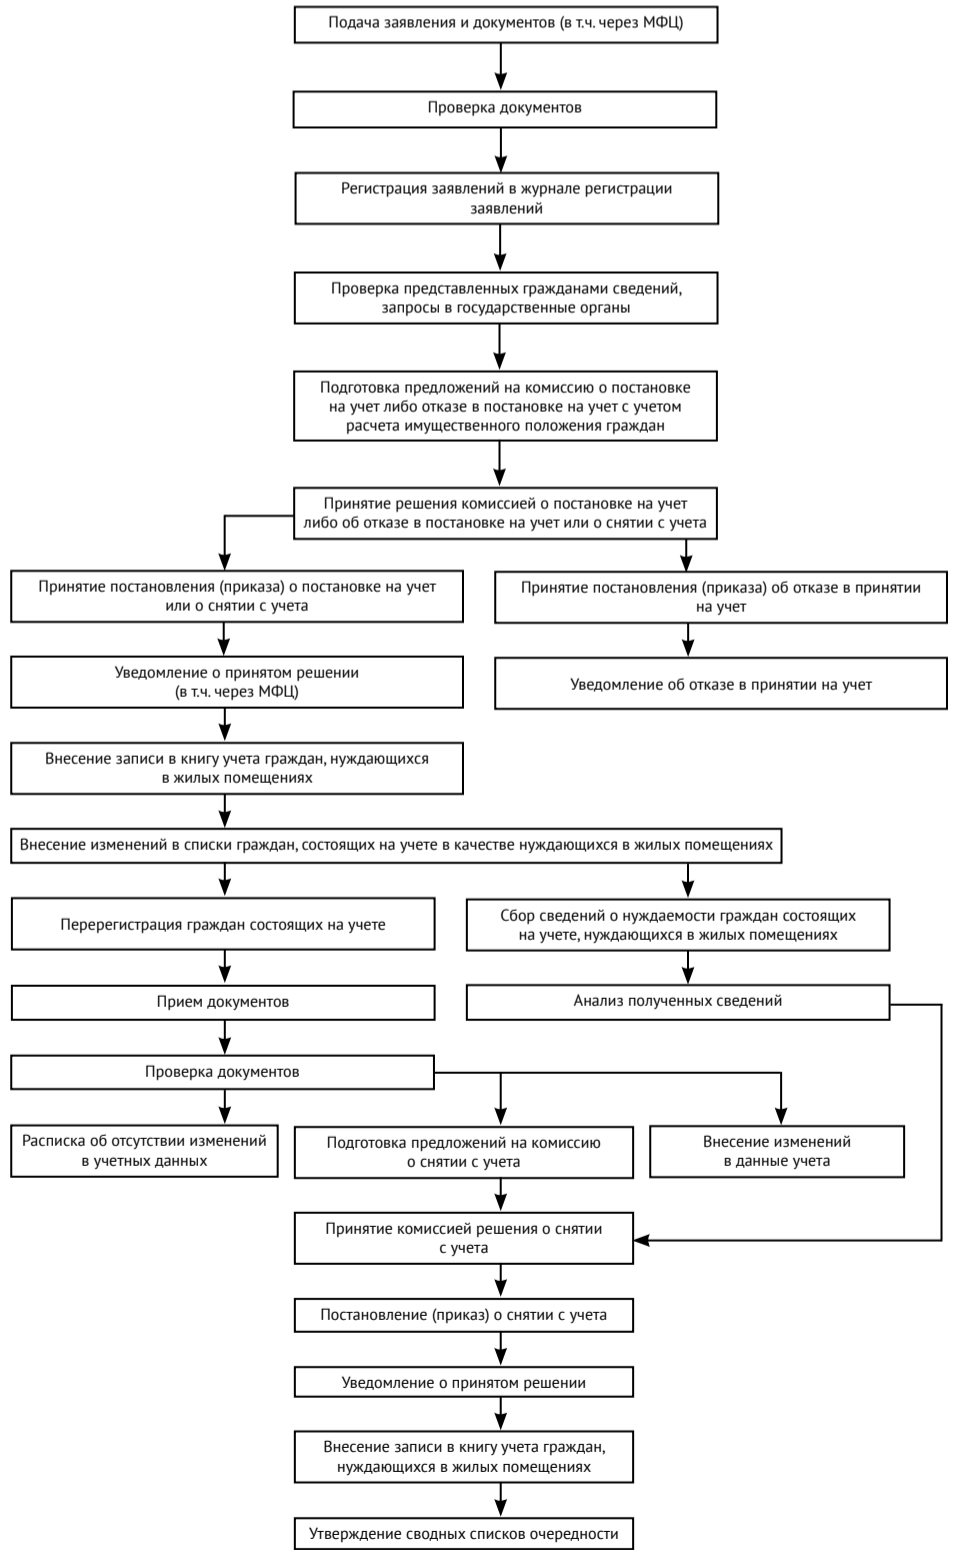 Подача заявления и документов (в т.ч. через МФЦ)
Проверка документов
Регистрация заявлений в журнале регистрации
заявлений
Проверка представленных гражданами сведений,
запросы в государственные органы
Подготовка предложений на комиссию о постановке
на учет либо отказе в постановке на учет с учетом
расчета имущественного положения граждан
Принятие решения комиссией о постановке на учет
либо об отказе в постановке на учет или о снятии с учета
Принятие постановления (приказа) о постановке на учет
или о снятии с учета
Принятие постановления (приказа) об отказе в принятии
на учет
Уведомление о принятом решении
(в т.ч. через МФЦ)
Уведомление об отказе в принятии на учет
Внесение записи в книгу учета граждан, нуждающихся
в жилых помещениях
Внесение изменений в списки граждан, состоящих на учете в качестве нуждающихся в жилых помещениях
Перерегистрация граждан состоящих на учете
Сбор сведений о нуждаемости граждан состоящих
на учете, нуждающихся в жилых помещениях
Прием документов
Анализ полученных сведений
Проверка документов
Расписка об отсутствии изменений
в учетных данных
Подготовка предложений на комиссию
о снятии с учета
Внесение изменений
в данные учета
Принятие комиссией решения о снятии
с учета
Постановление (приказ) о снятии с учета
Уведомление о принятом решении
Внесение записи в книгу учета граждан,
нуждающихся в жилых помещениях
Утверждение сводных списков очередности